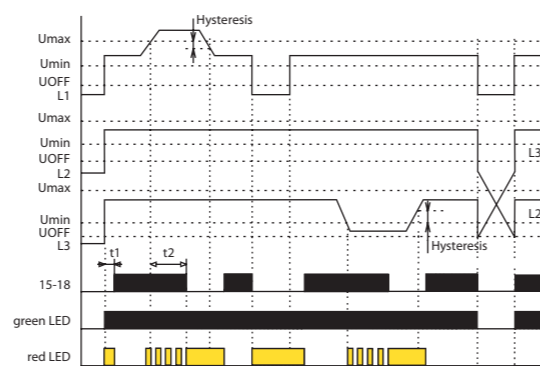 Hysteresis
Umax
Umin
UOFF
L1
Umax
Umin
UOFF
L2
L3
Umax
Umin
UOFF
L3
L2
Hysteresis
t1
t2
15-18
green LED
red LED